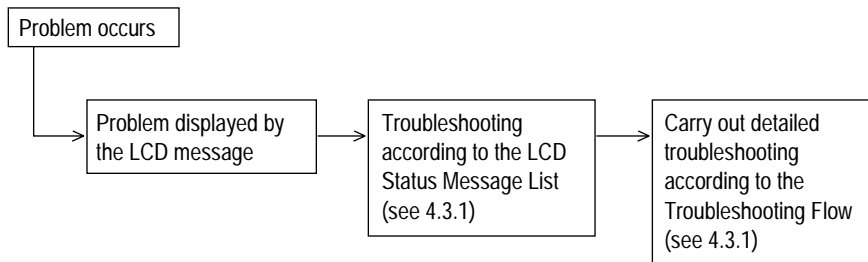 Problem occurs
Problem displayed by
the LCD message
Troubleshooting
according to the LCD
Status Message List
(see 4.3.1)
Carry out detailed
troubleshooting
according to the
Troubleshooting Flow
(see 4.3.1)